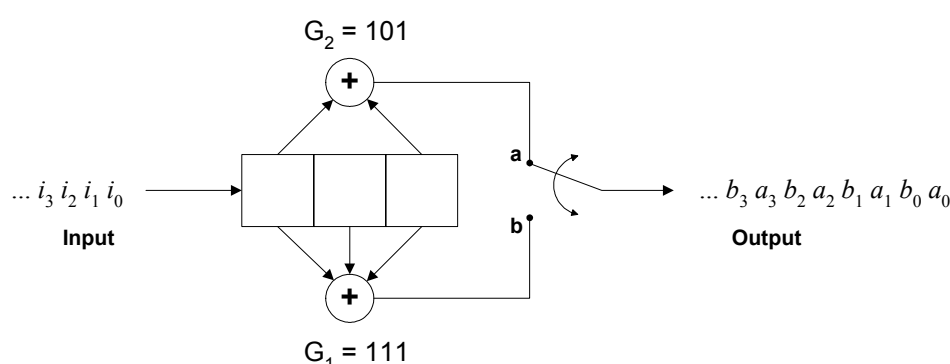 G₂ = 101
+
a
... i₃ i₂ i₁ i₀
... b₃ a₃ b₂ a₂ b₁ a₁ b₀ a₀
b
Input
Output
+
G₁ = 111